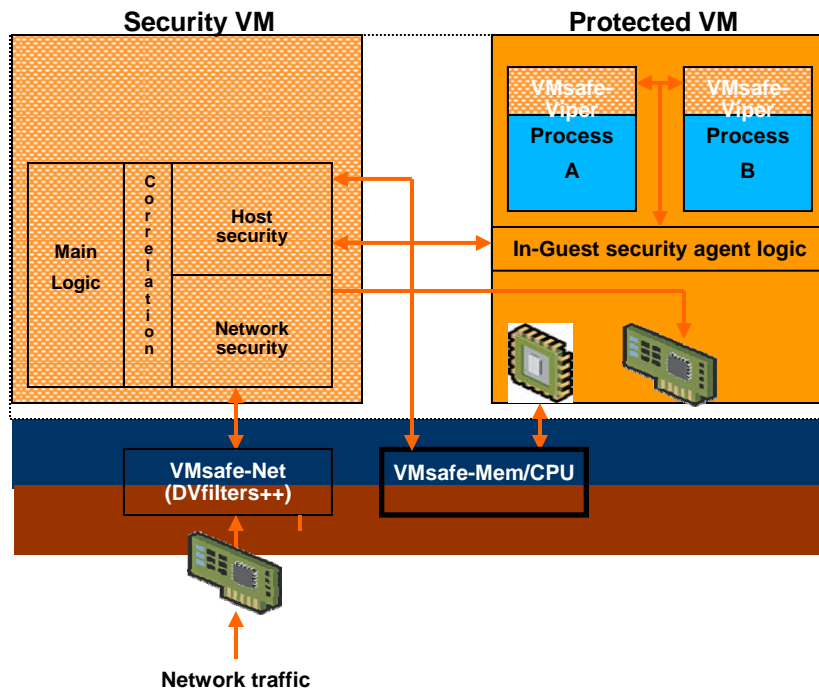 Security VM
Protected VM
VMsafe-
Viper
Process
A
VMsafe-
Viper
Process
B
Main
Logic
Correlation
Host
security
Network
security
In-Guest security agent logic
VMsafe-Net
(DVfilters++)
VMsafe-Mem/CPU
Network traffic